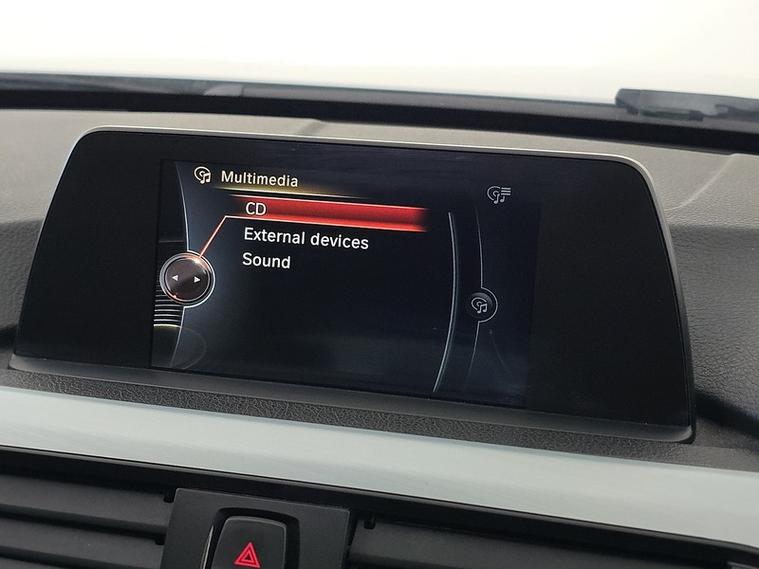 Multimedia
CD
External devices
Sound